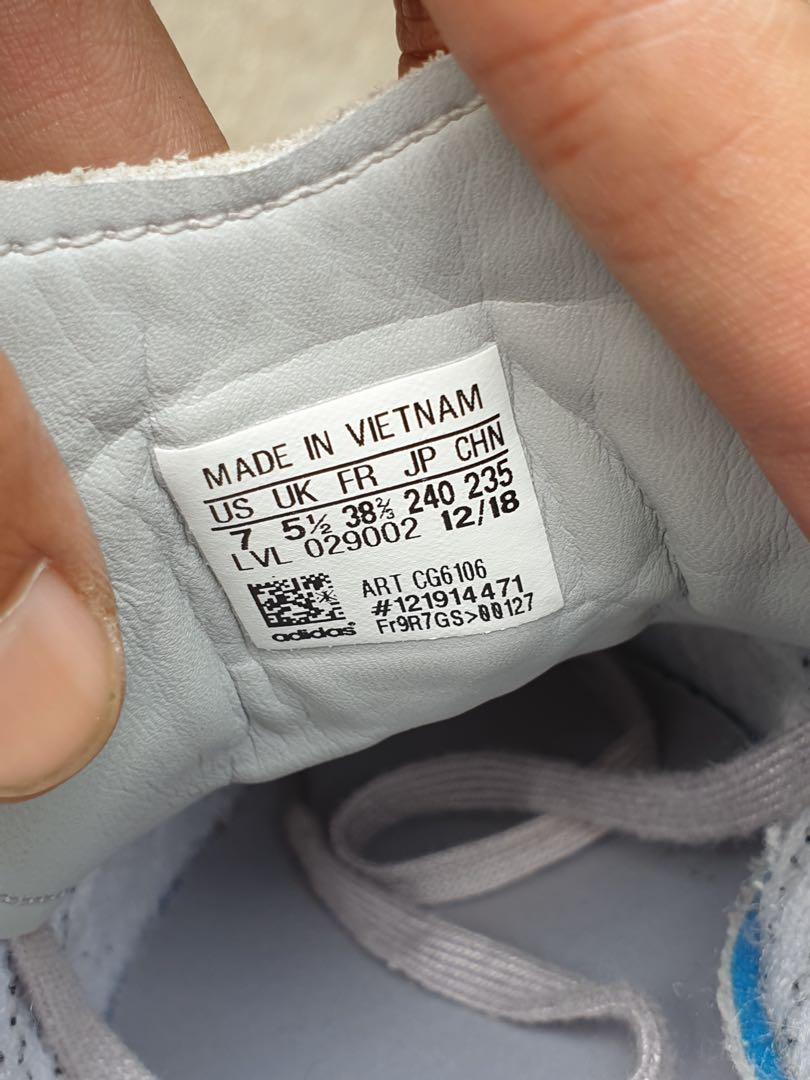 MADE IN VIETNAM
US UK FR JP CHN
7 5½ 38⅔ 240 235
LVL 029002 12/18
ART CG6106
#121914471
Fr9R7GS>00127
adidas